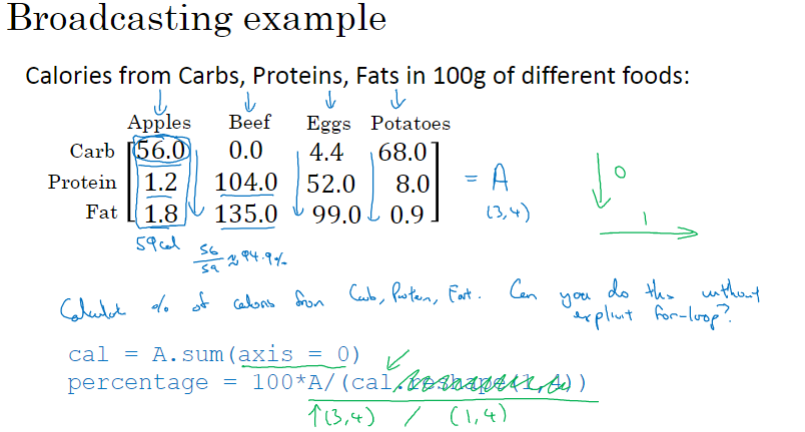 Broadcasting example
Calories from Carbs, Proteins, Fats in 100g of different foods:
Apples Beef Eggs Potatoes
Carb 56.0 0.0 4.4 68.0
Protein 1.2 104.0 52.0 8.0 = A
Fat 1.8 135.0 99.0 0.9 (3,4)
0
1
59cal 56/59 ≈ 94.9%
Calculate % of calories from Carb, Protein, Fat. Can you do this without
explicit for-loop?
cal = A.sum(axis = 0)
percentage = 100*A/(cal.reshape(1,4))
(3,4) / (1,4)